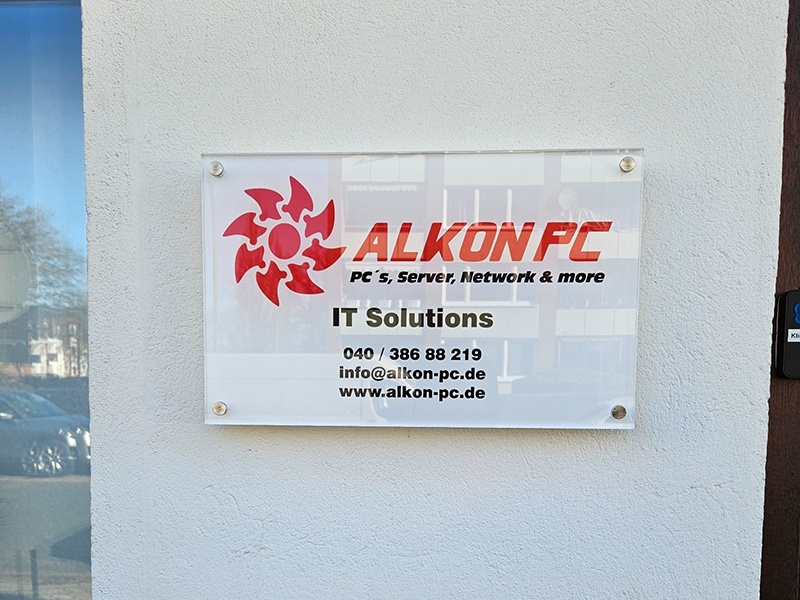 ALKON PC
PC´s, Server, Network & more
IT Solutions
040 / 386 88 219
info@alkon-pc.de
www.alkon-pc.de